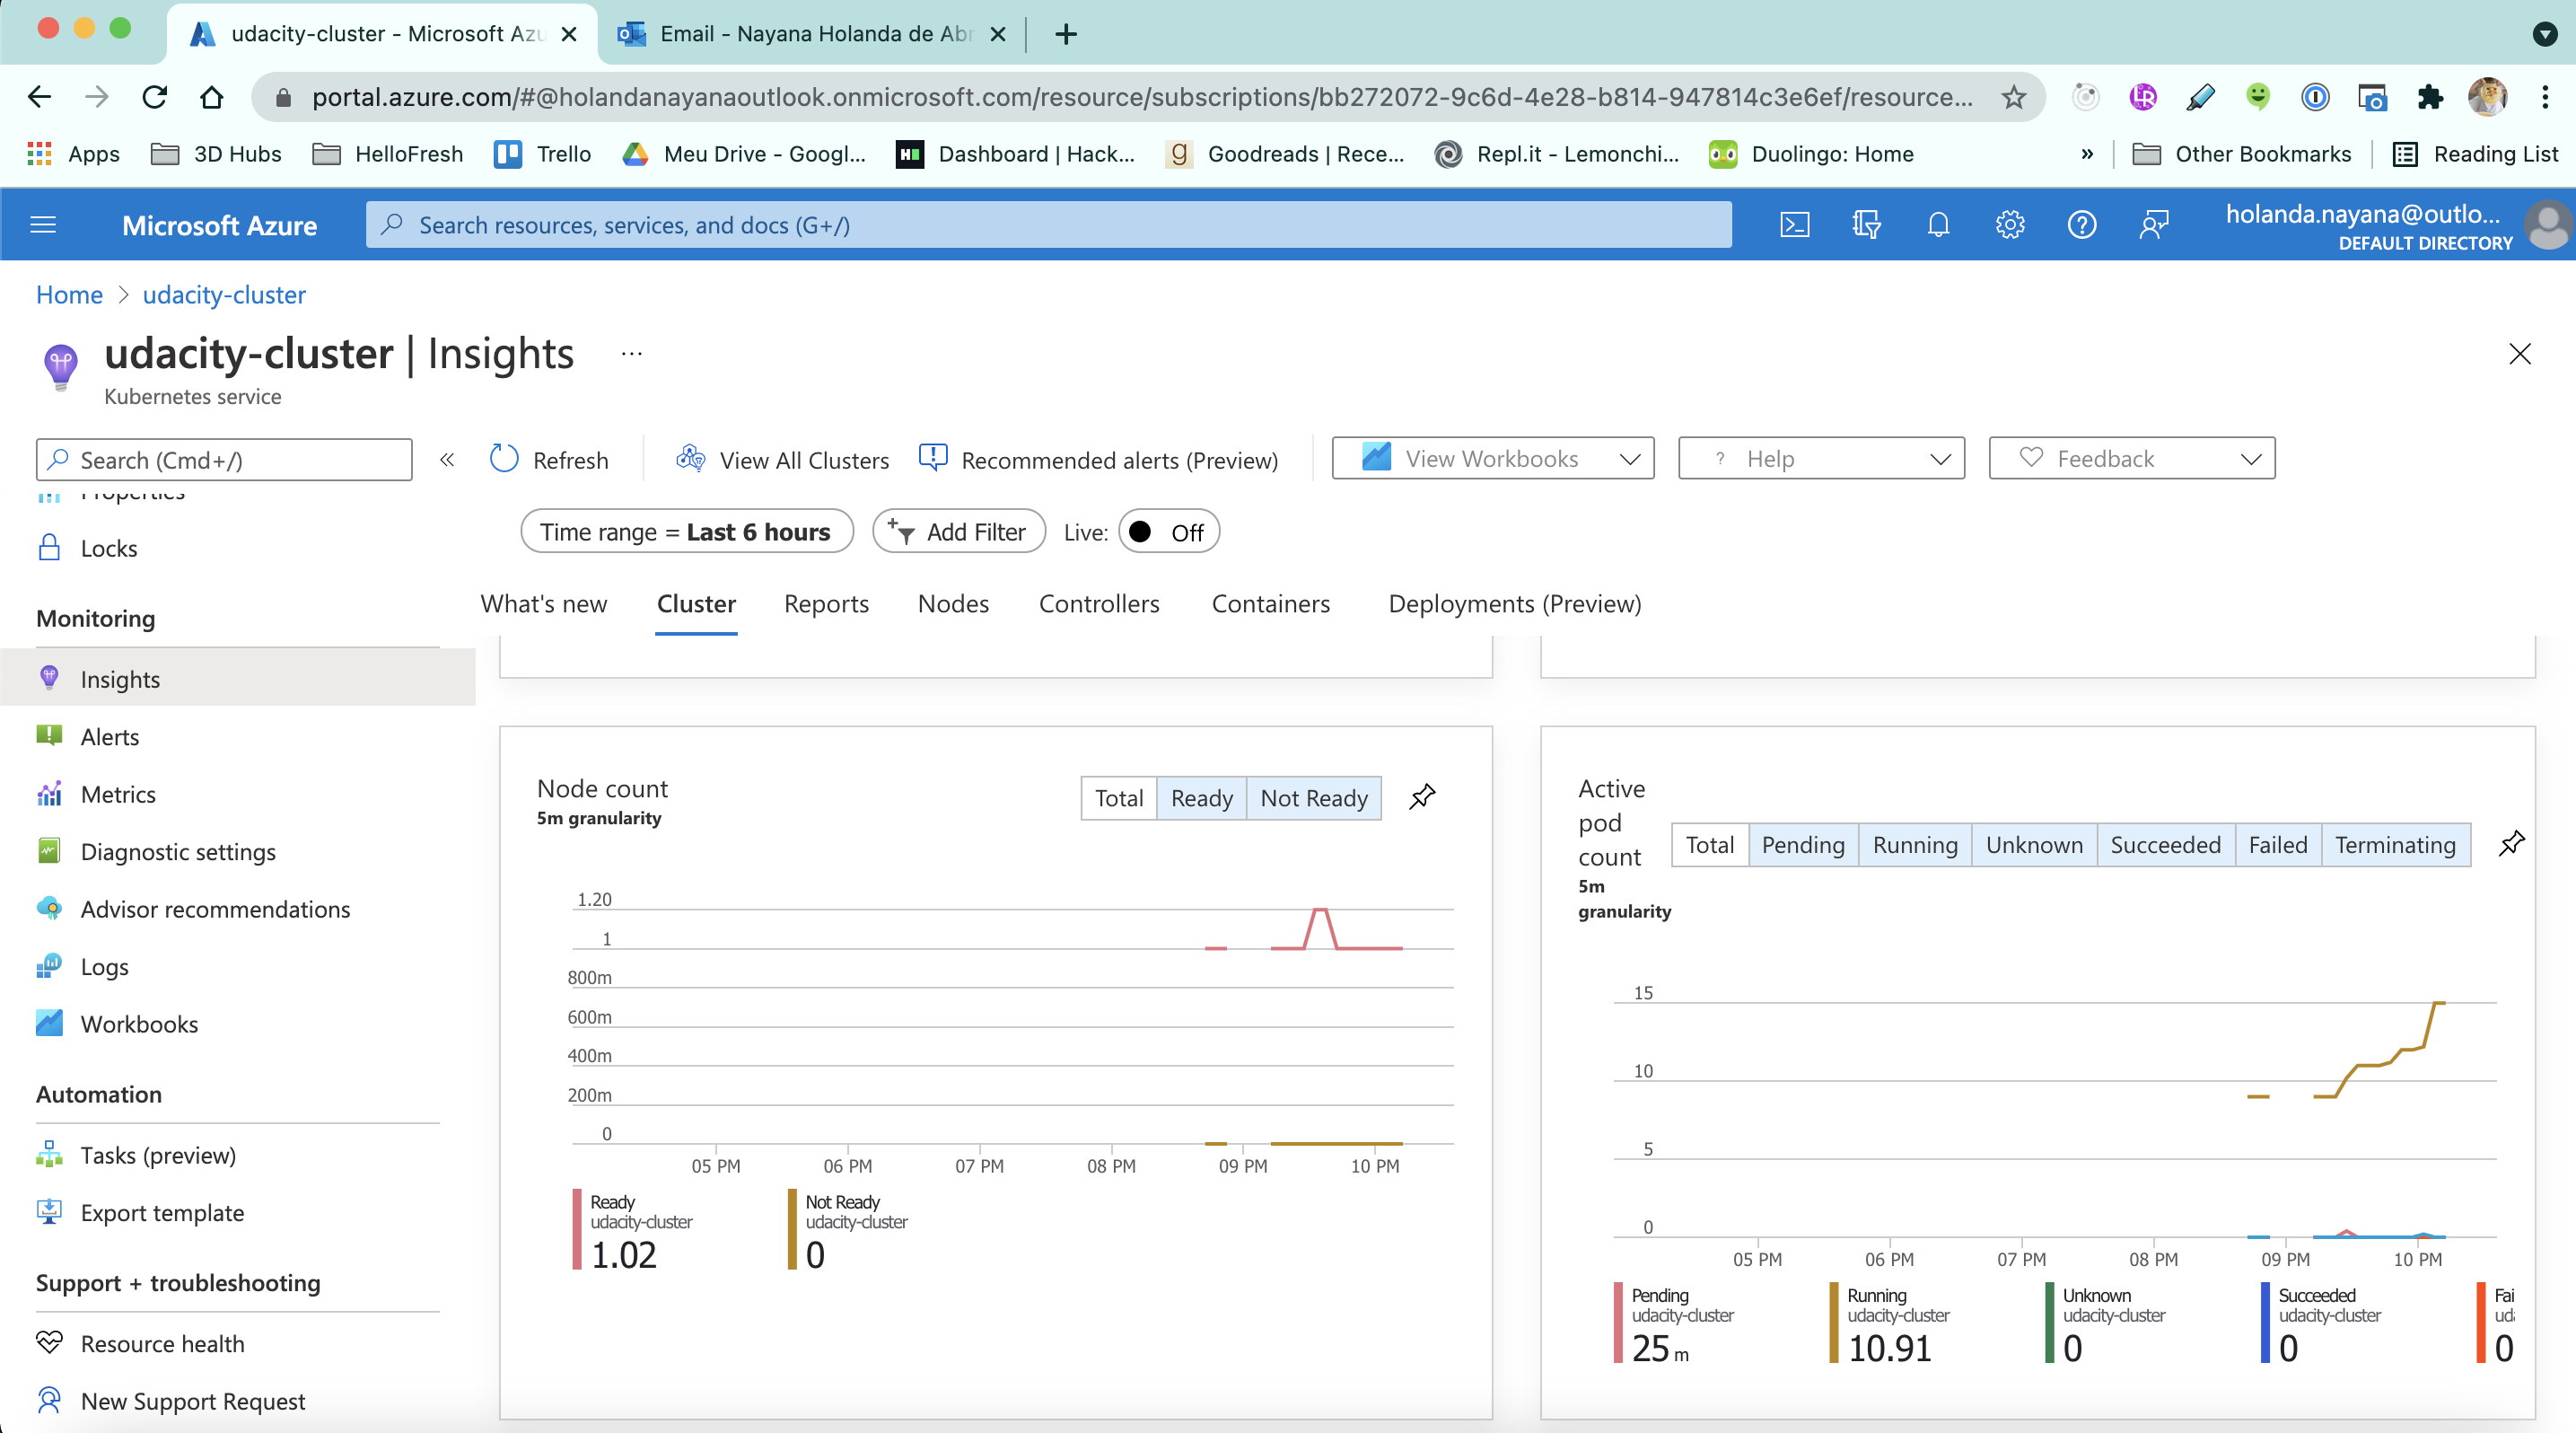 udacity-cluster - Microsoft Azu
Email - Nayana Holanda de Abr
portal.azure.com/#@holandanayanaoutlook.onmicrosoft.com/resource/subscriptions/bb272072-9c6d-4e28-b814-947814c3e6ef/resource...
Apps
3D Hubs
HelloFresh
Trello
Meu Drive - Googl...
Dashboard | Hack...
Goodreads | Rece...
Repl.it - Lemonchi...
Duolingo: Home
»
Other Bookmarks
Reading List
Microsoft Azure
Search resources, services, and docs (G+/)
holanda.nayana@outlo...
DEFAULT DIRECTORY
Home > udacity-cluster
udacity-cluster | Insights ...
Kubernetes service
Search (Cmd+/)
«
Refresh
View All Clusters
Recommended alerts (Preview)
View Workbooks
? Help
Feedback
Time range = Last 6 hours
Add Filter
Live: Off
What's new
Cluster
Reports
Nodes
Controllers
Containers
Deployments (Preview)
Properties
Locks
Monitoring
Insights
Alerts
Metrics
Diagnostic settings
Advisor recommendations
Logs
Workbooks
Automation
Tasks (preview)
Export template
Support + troubleshooting
Resource health
New Support Request
Node count
5m granularity
Total
Ready
Not Ready
1.20
1
800m
600m
400m
200m
0
05 PM
06 PM
07 PM
08 PM
09 PM
10 PM
Ready
udacity-cluster
1.02
Not Ready
udacity-cluster
0
Active
pod
count
5m
granularity
Total
Pending
Running
Unknown
Succeeded
Failed
Terminating
15
10
5
0
05 PM
06 PM
07 PM
08 PM
09 PM
10 PM
Pending
udacity-cluster
25 m
Running
udacity-cluster
10.91
Unknown
udacity-cluster
0
Succeeded
udacity-cluster
0
Fai
uda
0